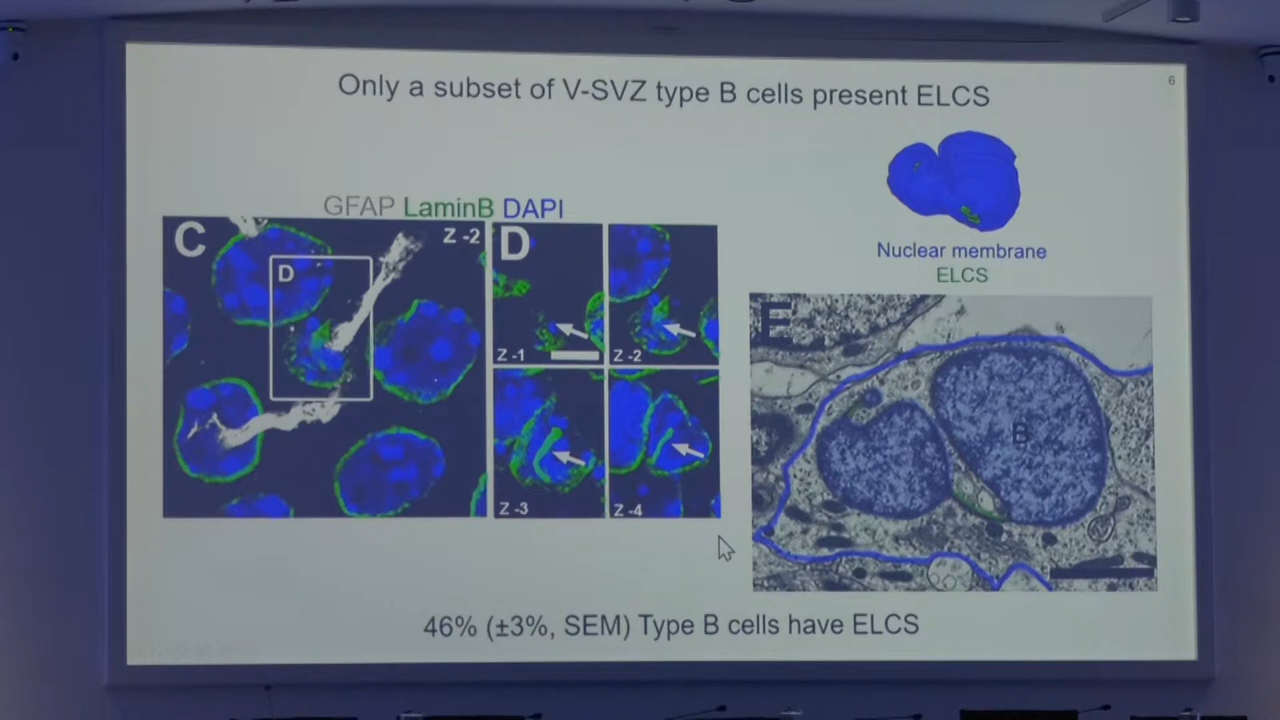 Only a subset of V-SVZ type B cells present ELCS
6
GFAP LaminB DAPI
C
Z -2
D
D
Z -1
Z -2
Z -3
Z -4
Nuclear membrane
ELCS
E
B
46% (±3%, SEM) Type B cells have ELCS